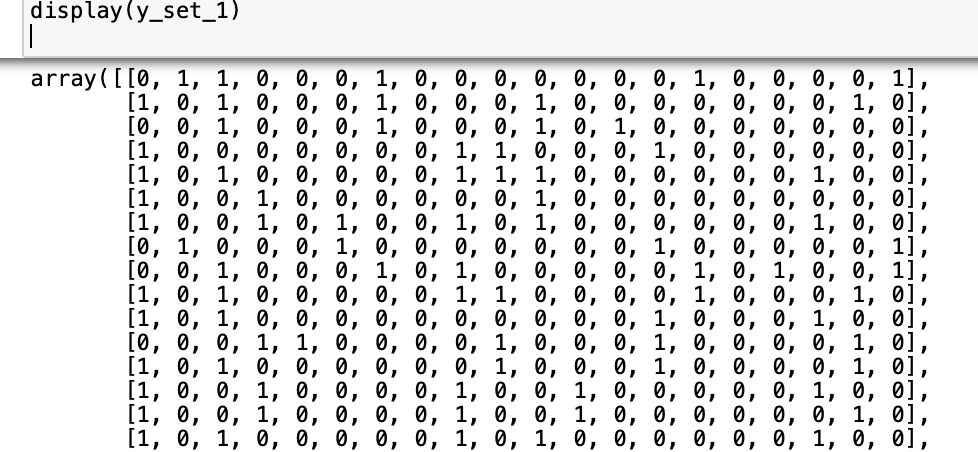 display(y_set_1)
array([[0, 1, 1, 0, 0, 0, 1, 0, 0, 0, 0, 0, 0, 0, 1, 0, 0, 0, 0, 1],
[1, 0, 1, 0, 0, 0, 1, 0, 0, 0, 1, 0, 0, 0, 0, 0, 0, 0, 1, 0],
[0, 0, 1, 0, 0, 0, 1, 0, 0, 0, 1, 0, 1, 0, 0, 0, 0, 0, 0, 0],
[1, 0, 0, 0, 0, 0, 0, 0, 1, 1, 0, 0, 0, 1, 0, 0, 0, 0, 0, 0],
[1, 0, 1, 0, 0, 0, 0, 0, 1, 1, 1, 0, 0, 0, 0, 0, 0, 1, 0, 0],
[1, 0, 0, 1, 0, 0, 0, 0, 0, 0, 1, 0, 0, 0, 0, 0, 0, 0, 0, 0],
[1, 0, 0, 1, 0, 1, 0, 0, 1, 0, 1, 0, 0, 0, 0, 0, 0, 1, 0, 0],
[0, 1, 0, 0, 0, 1, 0, 0, 0, 0, 0, 0, 0, 1, 0, 0, 0, 0, 0, 1],
[0, 0, 1, 0, 0, 0, 1, 0, 1, 0, 0, 0, 0, 0, 1, 0, 1, 0, 0, 1],
[1, 0, 1, 0, 0, 0, 0, 0, 1, 1, 0, 0, 0, 0, 1, 0, 0, 0, 1, 0],
[1, 0, 1, 0, 0, 0, 0, 0, 0, 0, 0, 0, 0, 1, 0, 0, 0, 1, 0, 0],
[0, 0, 0, 1, 1, 0, 0, 0, 0, 1, 0, 0, 0, 1, 0, 0, 0, 0, 1, 0],
[1, 0, 1, 0, 0, 0, 0, 0, 0, 1, 0, 0, 0, 1, 0, 0, 0, 0, 1, 0],
[1, 0, 0, 1, 0, 0, 0, 0, 1, 0, 0, 1, 0, 0, 0, 0, 0, 1, 0, 0],
[1, 0, 0, 1, 0, 0, 0, 0, 1, 0, 0, 1, 0, 0, 0, 0, 0, 0, 1, 0],
[1, 0, 1, 0, 0, 0, 0, 0, 1, 0, 1, 0, 0, 0, 0, 0, 0, 1, 0, 0],